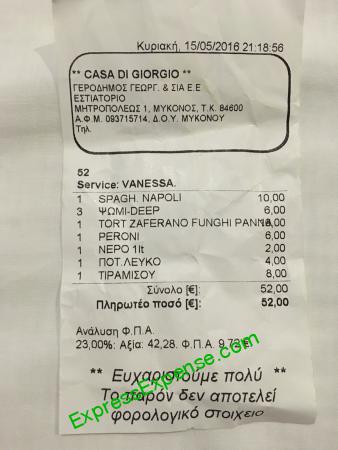 Κυριακή, 15/05/2016 21:18:56
** CASA DI GIORGIO **
ΓΕΡΟΔΗΜΟΣ ΓΕΩΡΓ. & ΣΙΑ Ε.Ε
ΕΣΤΙΑΤΟΡΙΟ
ΜΗΤΡΟΠΟΛΕΩΣ 1, ΜΥΚΟΝΟΣ, Τ.Κ. 84600
Α.Φ.Μ. 093715714, Δ.Ο.Υ. ΜΥΚΟΝΟΥ
Τηλ.
52
Service: VANESSA.
1 SPAGH. NAPOLI 10,00
3 ΨΩΜΙ-DEEP 6,00
1 TORT ZAFERANO FUNGHI PANNA
1 PERONI 6,00
1 ΝΕΡΟ 1lt 2,00
1 ΠΟΤ.ΛΕΥΚΟ 4,00
1 ΤΙΡΑΜΙΣΟΥ 8,00
Σύνολο [€]: 52,00
Πληρωτέο ποσό [€]: 52,00
Ανάλυση Φ.Π.Α.
23,00%: Αξία: 42,28. Φ.Π.Α. 9,72€
** Ευχαριστούμε πολύ **
Το παρόν δεν αποτελεί
φορολογικό στοιχειο
ExpressExpense.com